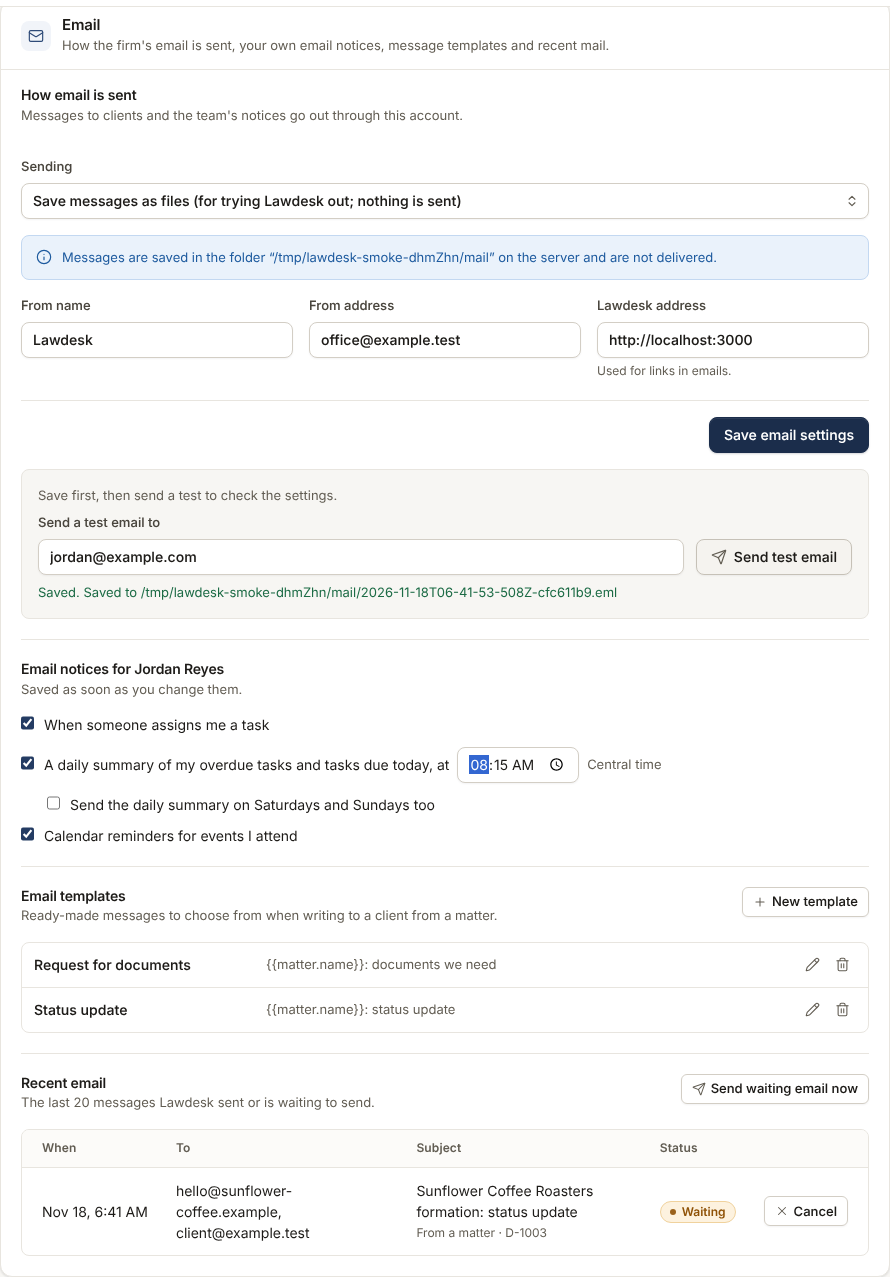 Email
How the firm's email is sent, your own email notices, message templates and recent mail.
How email is sent
Messages to clients and the team's notices go out through this account.
Sending
Save messages as files (for trying Lawdesk out; nothing is sent)
Messages are saved in the folder “/tmp/lawdesk-smoke-dhmZhn/mail” on the server and are not delivered.
From name From address Lawdesk address
Lawdesk office@example.test http://localhost:3000
Used for links in emails.
Save email settings
Save first, then send a test to check the settings.
Send a test email to
jordan@example.com Send test email
Saved. Saved to /tmp/lawdesk-smoke-dhmZhn/mail/2026-11-18T06-41-53-508Z-cfc611b9.eml
Email notices for Jordan Reyes
Saved as soon as you change them.
When someone assigns me a task
A daily summary of my overdue tasks and tasks due today, at 08:15 AM Central time
Send the daily summary on Saturdays and Sundays too
Calendar reminders for events I attend
Email templates
Ready-made messages to choose from when writing to a client from a matter.
New template
Request for documents {{matter.name}}: documents we need
Status update {{matter.name}}: status update
Recent email
The last 20 messages Lawdesk sent or is waiting to send.
Send waiting email now
When To Subject Status
Nov 18, 6:41 AM
hello@sunflower-
coffee.example,
client@example.test
Sunflower Coffee Roasters
formation: status update
From a matter · D-1003
Waiting
Cancel